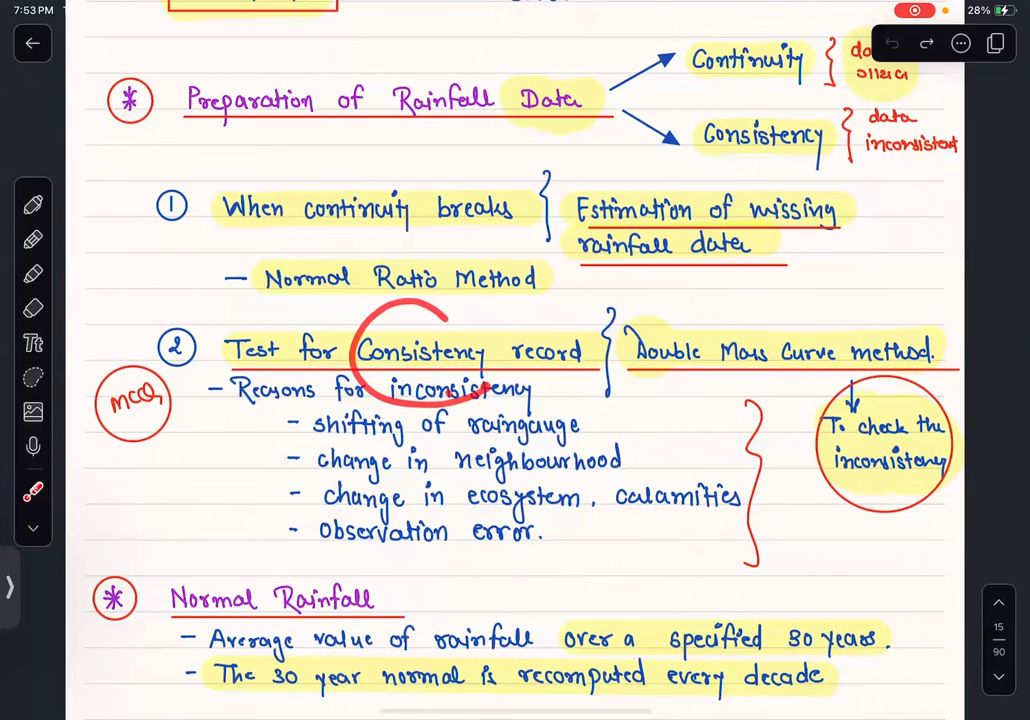 7:53 PM
28%
Continuity
* Preparation of Rainfall Data
Consistency
data
inconsistent
1 When continuity breaks
Estimation of missing
rainfall data
— Normal Ratio Method
2 Test for Consistency record
Double Mass Curve method.
- Reasons for inconsistency
MCQ
- shifting of raingauge
To check the
inconsistency
- change in neighbourhood
- change in ecosystem, calamities
- observation error.
* Normal Rainfall
- Average value of rainfall over a specified 30 years.
- The 30 year normal is recomputed every decade
Tt
15
90